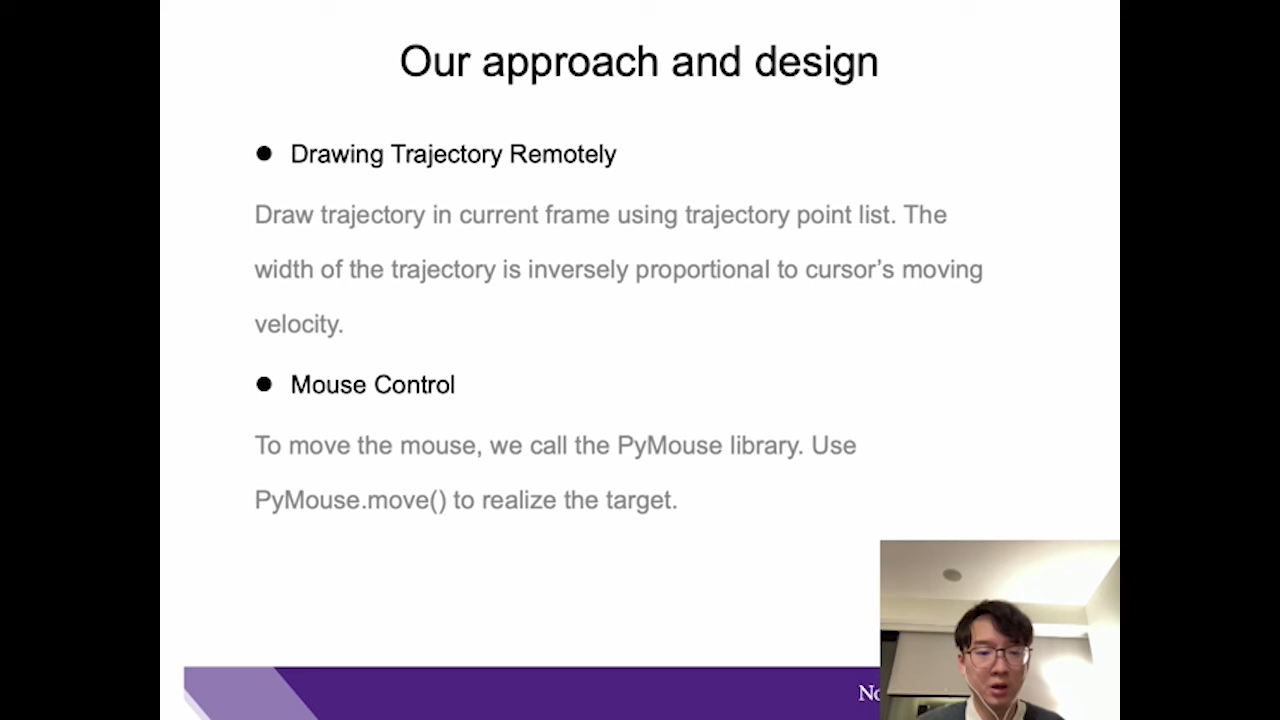 Our approach and design
● Drawing Trajectory Remotely
Draw trajectory in current frame using trajectory point list. The
width of the trajectory is inversely proportional to cursor’s moving
velocity.
● Mouse Control
To move the mouse, we call the PyMouse library. Use
PyMouse.move() to realize the target.